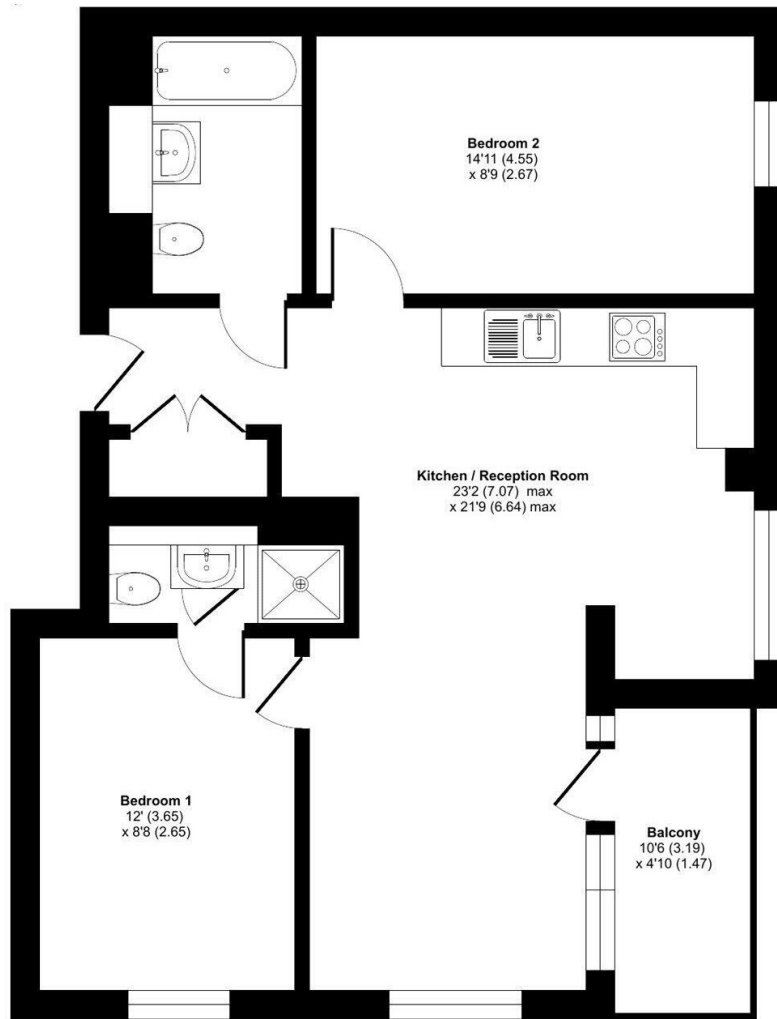 Bedroom 2
14'11 (4.55)
x 8'9 (2.67)
Kitchen / Reception Room
23'2 (7.07) max
x 21'9 (6.64) max
Bedroom 1
12' (3.65)
x 8'8 (2.65)
Balcony
10'6 (3.19)
x 4'10 (1.47)